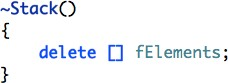 ~Stack()
{
    delete [] fElements;
}